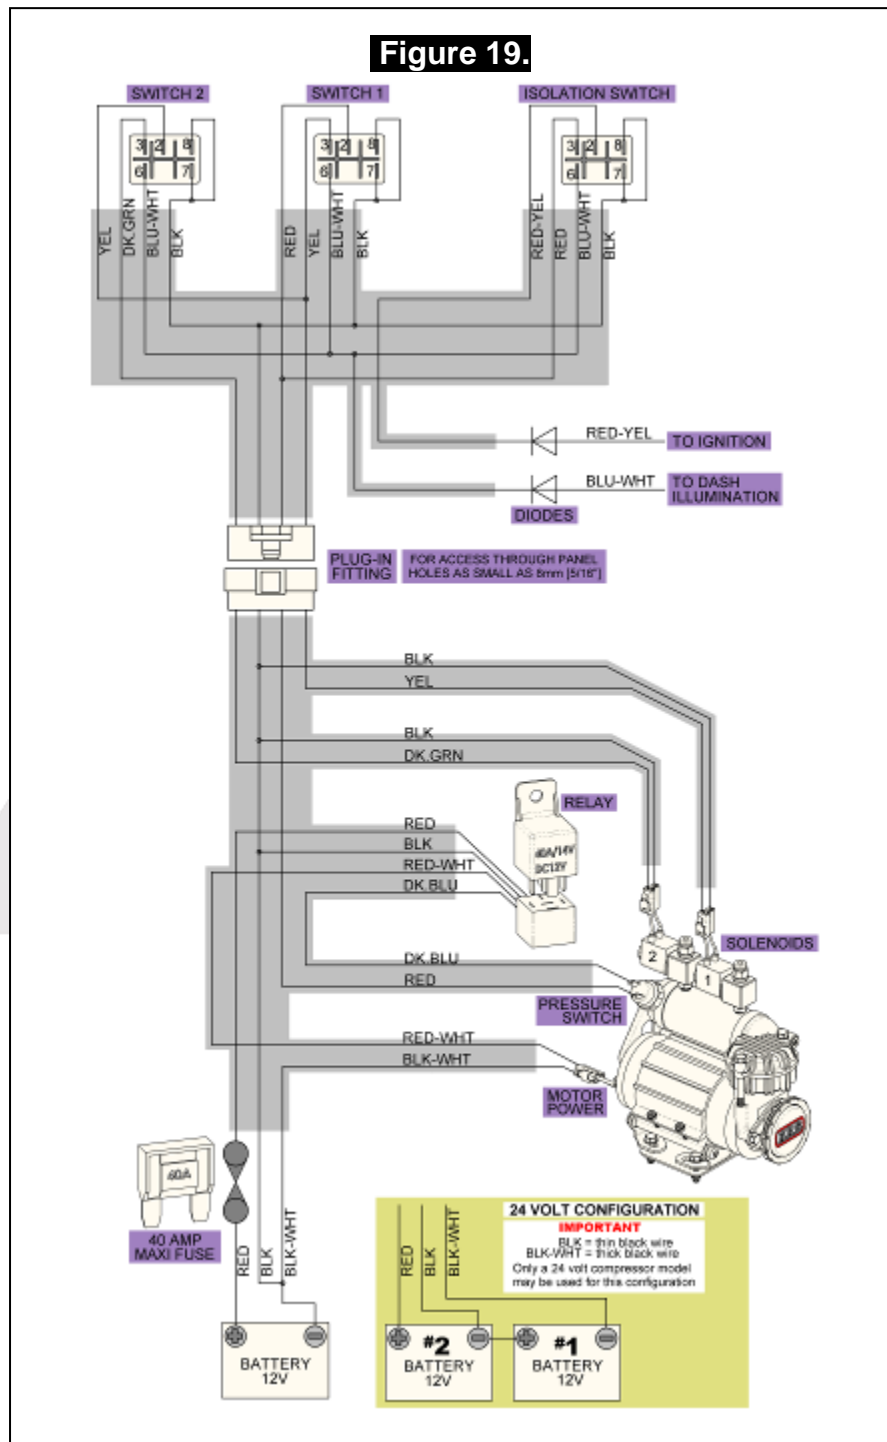 Figure 19.
SWITCH 2
SWITCH 1
ISOLATION SWITCH
3 2 8
6 7
3 2 8
6 7
3 2 8
6 7
YEL
DK.GRN
BLU-WHT
BLK
RED
YEL
BLU-WHT
BLK
RED-YEL
RED
BLU-WHT
BLK
RED-YEL
TO IGNITION
BLU-WHT
TO DASH
ILLUMINATION
DIODES
PLUG-IN
FITTING
FOR ACCESS THROUGH PANEL
HOLES AS SMALL AS 8mm [5/16"]
BLK
YEL
BLK
DK.GRN
RELAY
40A/14V
DC12V
RED
BLK
RED-WHT
DK.BLU
SOLENOIDS
2
1
DK.BLU
RED
PRESSURE
SWITCH
RED-WHT
BLK-WHT
MOTOR
POWER
40A
40 AMP
MAXI FUSE
RED
BLK
BLK-WHT
BATTERY
12V
24 VOLT CONFIGURATION
IMPORTANT
BLK = thin black wire
BLK-WHT = thick black wire
Only a 24 volt compressor model
may be used for this configuration
RED
BLK
BLK-WHT
#2
BATTERY
12V
#1
BATTERY
12V